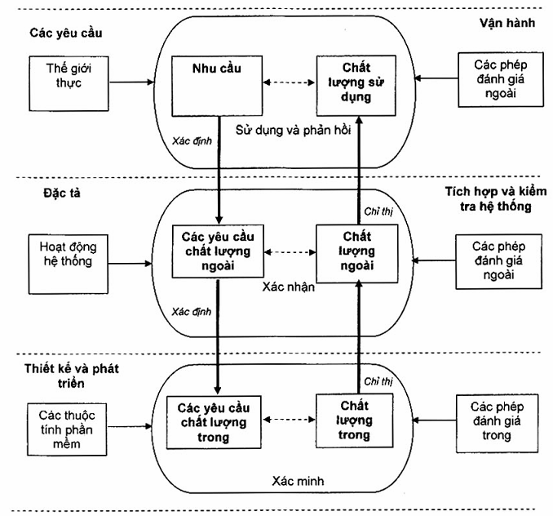 Các yêu cầu
Vận hành
Thế giới
thực
Nhu cầu
Chất
lượng sử
dụng
Các phép
đánh giá
ngoài
Xác định
Sử dụng và phản hồi
Đặc tả
Chỉ thị
Tích hợp và kiểm
tra hệ thống
Hoạt động
hệ thống
Các yêu cầu
chất lượng
ngoài
Chất
lượng
ngoài
Các phép
đánh giá
ngoài
Xác nhận
Xác định
Thiết kế và phát
triển
Chỉ thị
Các thuộc
tính phần
mềm
Các yêu cầu
chất lượng
trong
Chất
lượng
trong
Các phép
đánh giá
trong
Xác minh